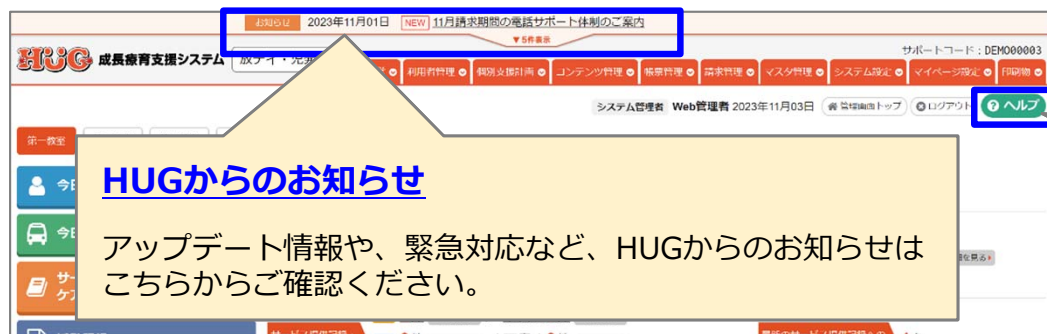 お知らせ 2023年11月01日 NEW 11月請求期間の電話サポート体制のご案内
▼5件表示
HUG 成長療育支援システム
サポートコード：DEMO00003
利用者管理 個別支援計画 コンテンツ管理 帳票管理 請求管理 マスタ管理 システム設定 マイページ設定 印刷物
システム管理者 Web管理者 2023年11月03日 管理画面トップ ログアウト ヘルプ
第一教室
HUGからのお知らせ
アップデート情報や、緊急対応など、HUGからのお知らせは
こちらからご確認ください。